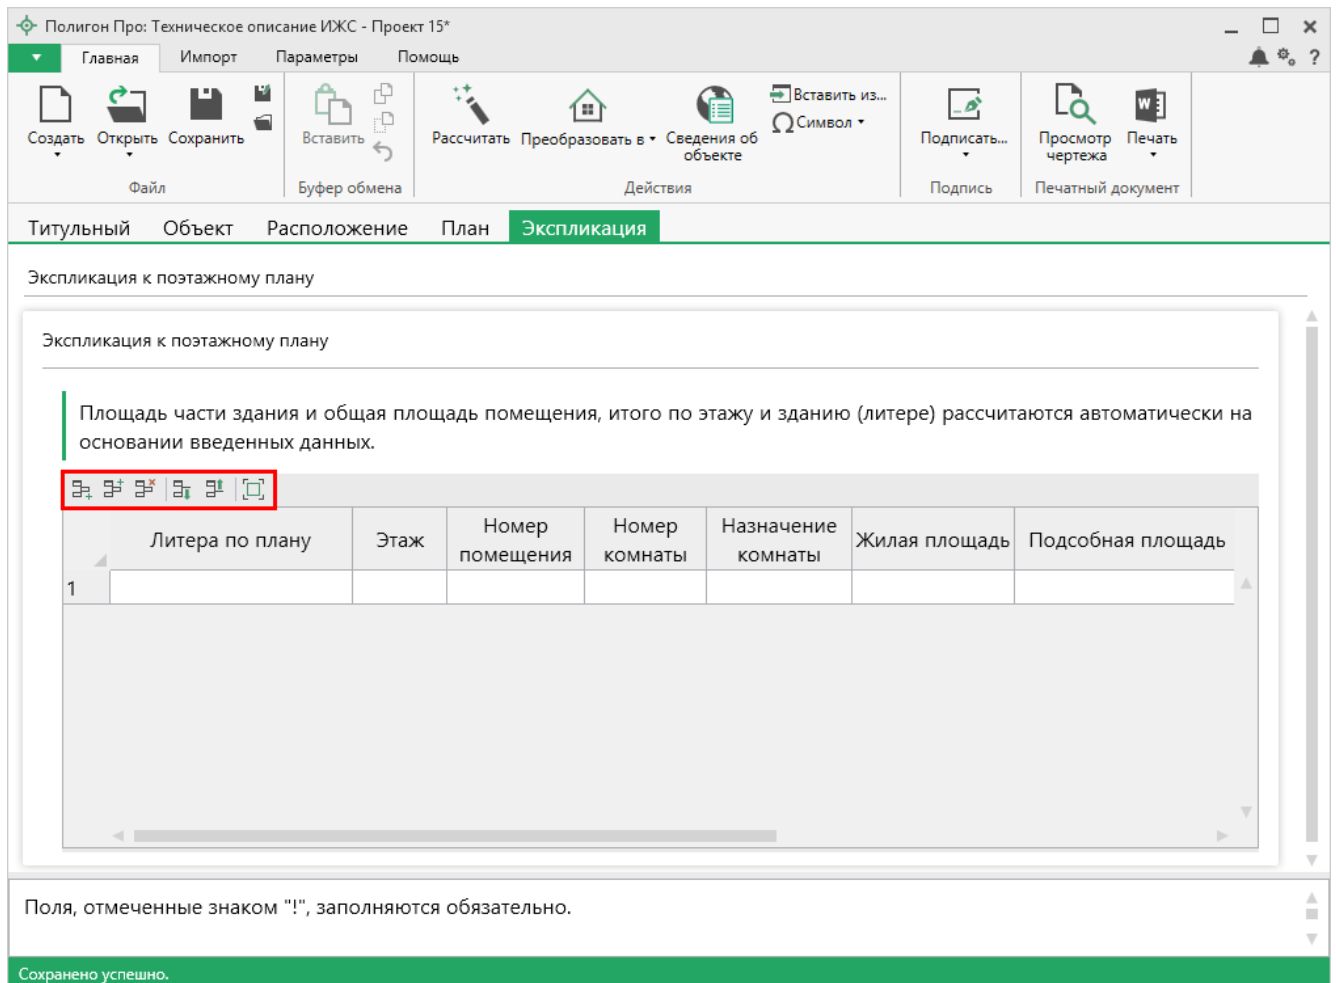 Полигон Про: Техническое описание ИЖС - Проект 15*
Главная Импорт Параметры Помощь
Создать Открыть Сохранить
Файл
Вставить
Буфер обмена
Рассчитать Преобразовать в Сведения об объекте
Вставить из...
Символ
Действия
Подписать...
Подпись
Просмотр чертежа Печать
Печатный документ
Титульный Объект Расположение План Экспликация
Экспликация к поэтажному плану
Экспликация к поэтажному плану
Площадь части здания и общая площадь помещения, итого по этажу и зданию (литере) рассчитаются автоматически на
основании введенных данных.
Литера по плану Этаж Номер помещения Номер комнаты Назначение комнаты Жилая площадь Подсобная площадь
1
Поля, отмеченные знаком "!", заполняются обязательно.
Сохранено успешно.